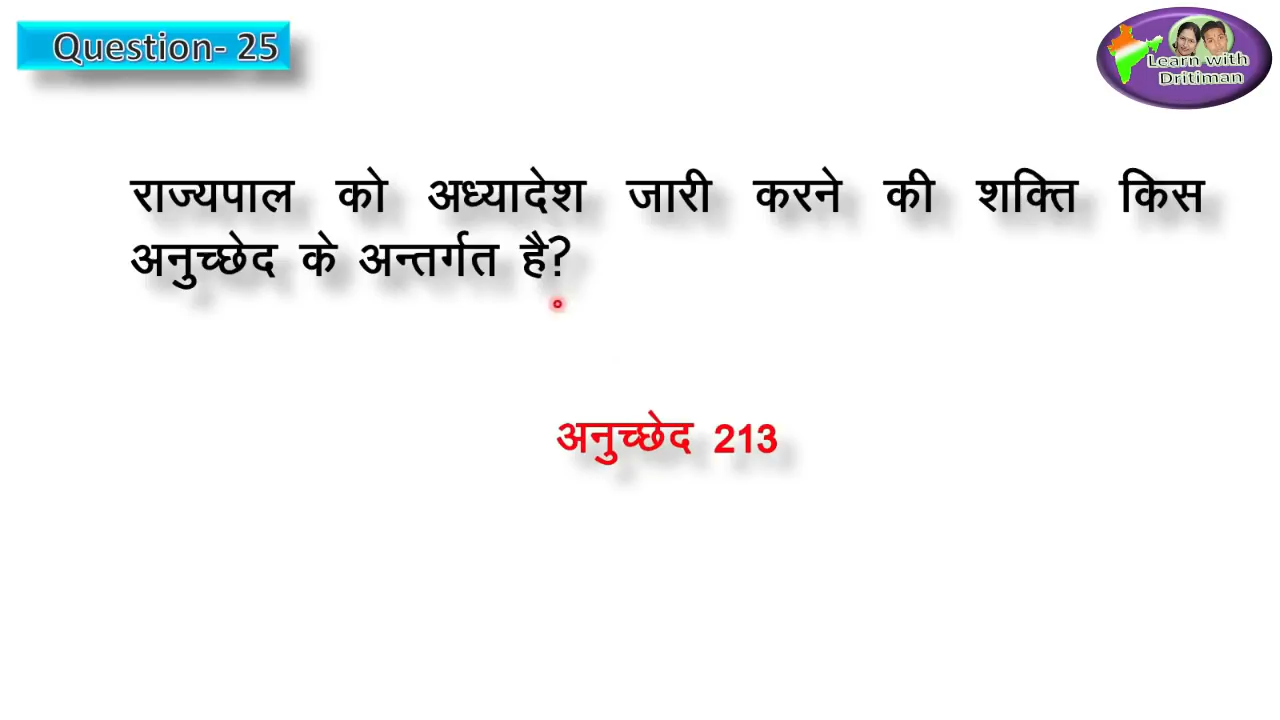 Question- 25
Learn with
Dritiman
राज्यपाल को अध्यादेश जारी करने की शक्ति किस
अनुच्छेद के अन्तर्गत है?
अनुच्छेद 213